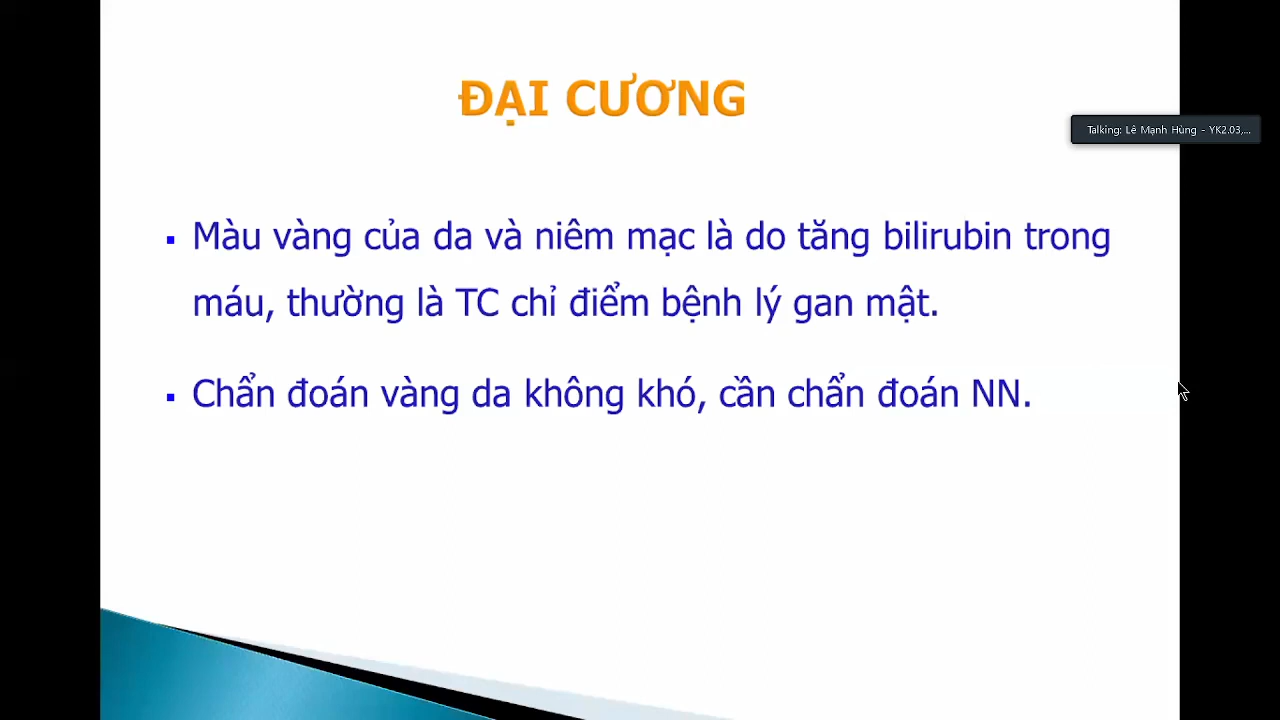 ĐẠI CƯƠNG
Talking: Lê Mạnh Hùng - YK2.03,...
▪ Màu vàng của da và niêm mạc là do tăng bilirubin trong
máu, thường là TC chỉ điểm bệnh lý gan mật.
▪ Chẩn đoán vàng da không khó, cần chẩn đoán NN.